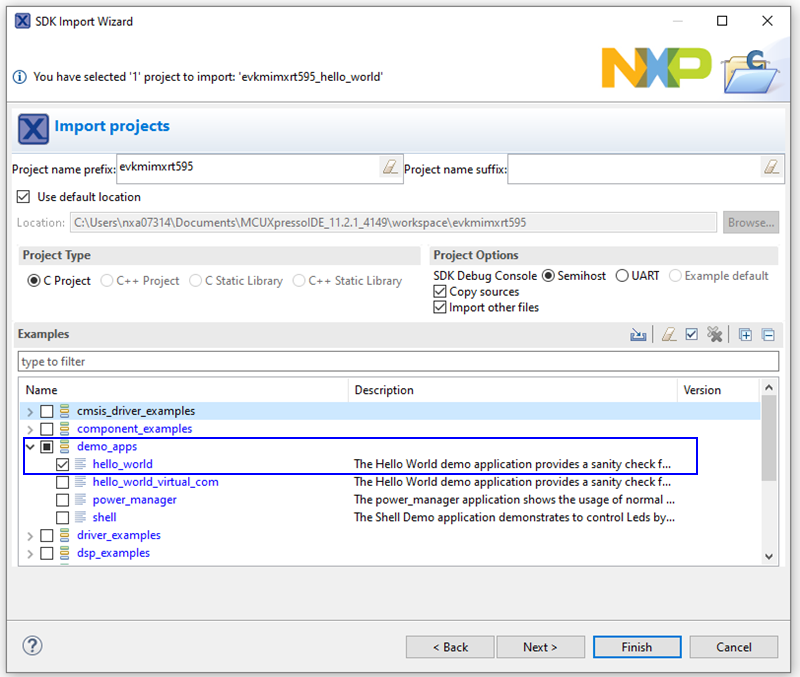 SDK Import Wizard
You have selected '1' project to import: 'evkmimxrt595_hello_world'
NXP
C
X
Import projects
Project name prefix: evkmimxrt595 Project name suffix:
Use default location
Location: C:\Users\nxa07314\Documents\MCUXpressoIDE_11.2.1_4149\workspace\evkmimxrt595 Browse...
Project Type Project Options
C Project C++ Project C Static Library C++ Static Library SDK Debug Console Semihost UART Example default
Copy sources
Import other files
Examples
type to filter
Name Description Version
cmsis_driver_examples
component_examples
demo_apps
hello_world The Hello World demo application provides a sanity check f...
hello_world_virtual_com The Hello World demo application provides a sanity check f...
power_manager The power_manager application shows the usage of normal ...
shell The Shell Demo application demonstrates to control Leds by...
driver_examples
dsp_examples
? < Back Next > Finish Cancel